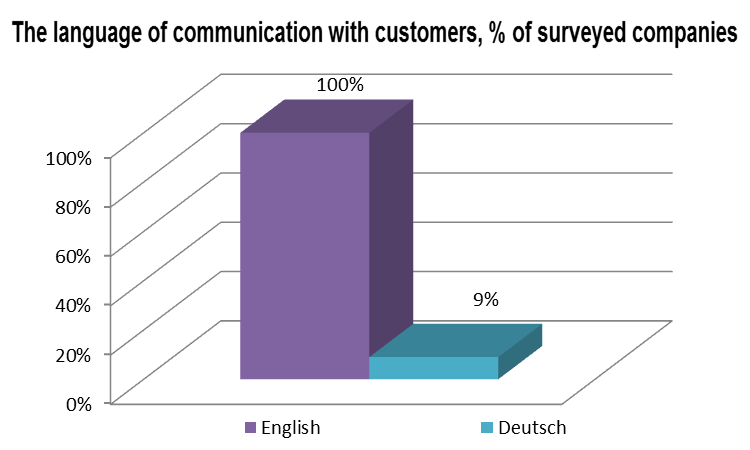 The language of communication with customers, % of surveyed companies
100%
100%
80%
60%
40%
9%
20%
0%
English
Deutsch